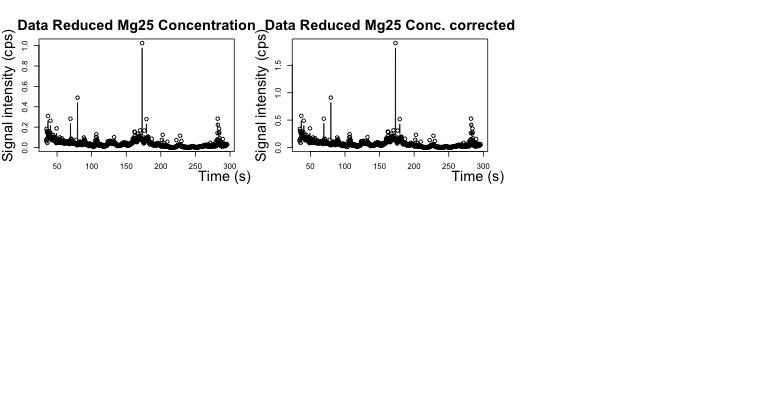 Data Reduced Mg25 Concentration
Signal intensity (cps)
0.0 0.2 0.4 0.6 0.8 1.0
50 100 150 200 250 300
Time (s)
Data Reduced Mg25 Conc. corrected
Signal intensity (cps)
0.0 0.5 1.0 1.5
50 100 150 200 250 300
Time (s)